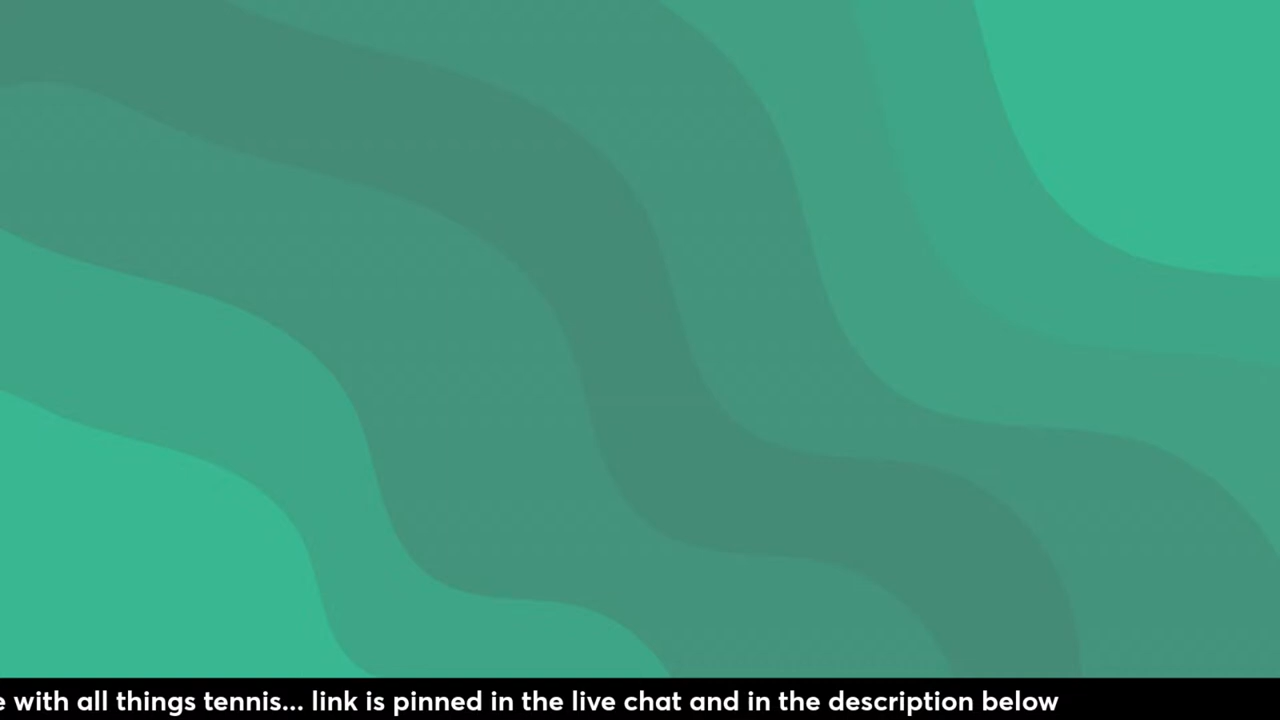 with all things tennis... link is pinned in the live chat and in the description below